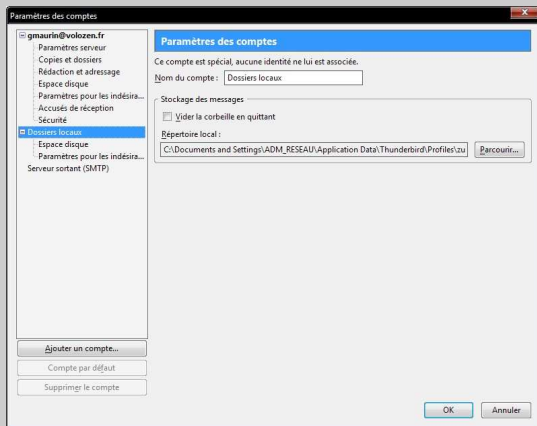 Paramètres des comptes
gmaurin@volozen.fr
Paramètres serveur
Copies et dossiers
Rédaction et adressage
Espace disque
Paramètres pour les indésira...
Accusés de réception
Sécurité
Dossiers locaux
Espace disque
Paramètres pour les indésira...
Serveur sortant (SMTP)
Ajouter un compte...
Compte par défaut
Supprimer le compte
Paramètres des comptes
Ce compte est spécial, aucune identité ne lui est associée.
Nom du compte : Dossiers locaux
Stockage des messages
Vider la corbeille en quittant
Répertoire local :
C:\Documents and Settings\ADM_RESEAU\Application Data\Thunderbird\Profiles\zu Parcourir...
OK Annuler